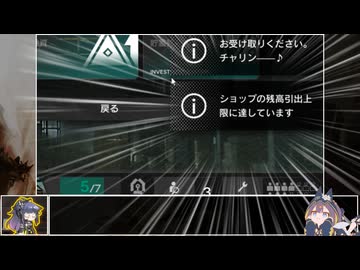 お受け取りください。
チャリン――♪
INVEST
戻る
ショップの残高引出上
限に達しています
5/7
3